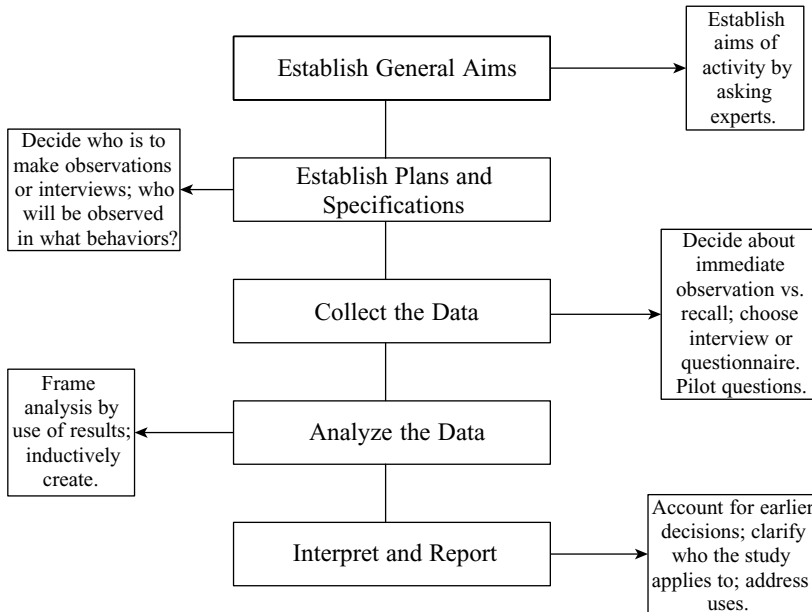 Establish General Aims
Establish
aims of
activity by
asking
experts.
Decide who is to
make observations
or interviews; who
will be observed
in what behaviors?
Establish Plans and
Specifications
Collect the Data
Decide about
immediate
observation vs.
recall; choose
interview or
questionnaire.
Pilot questions.
Frame
analysis by
use of results;
inductively
create.
Analyze the Data
Interpret and Report
Account for earlier
decisions; clarify
who the study
applies to; address
uses.